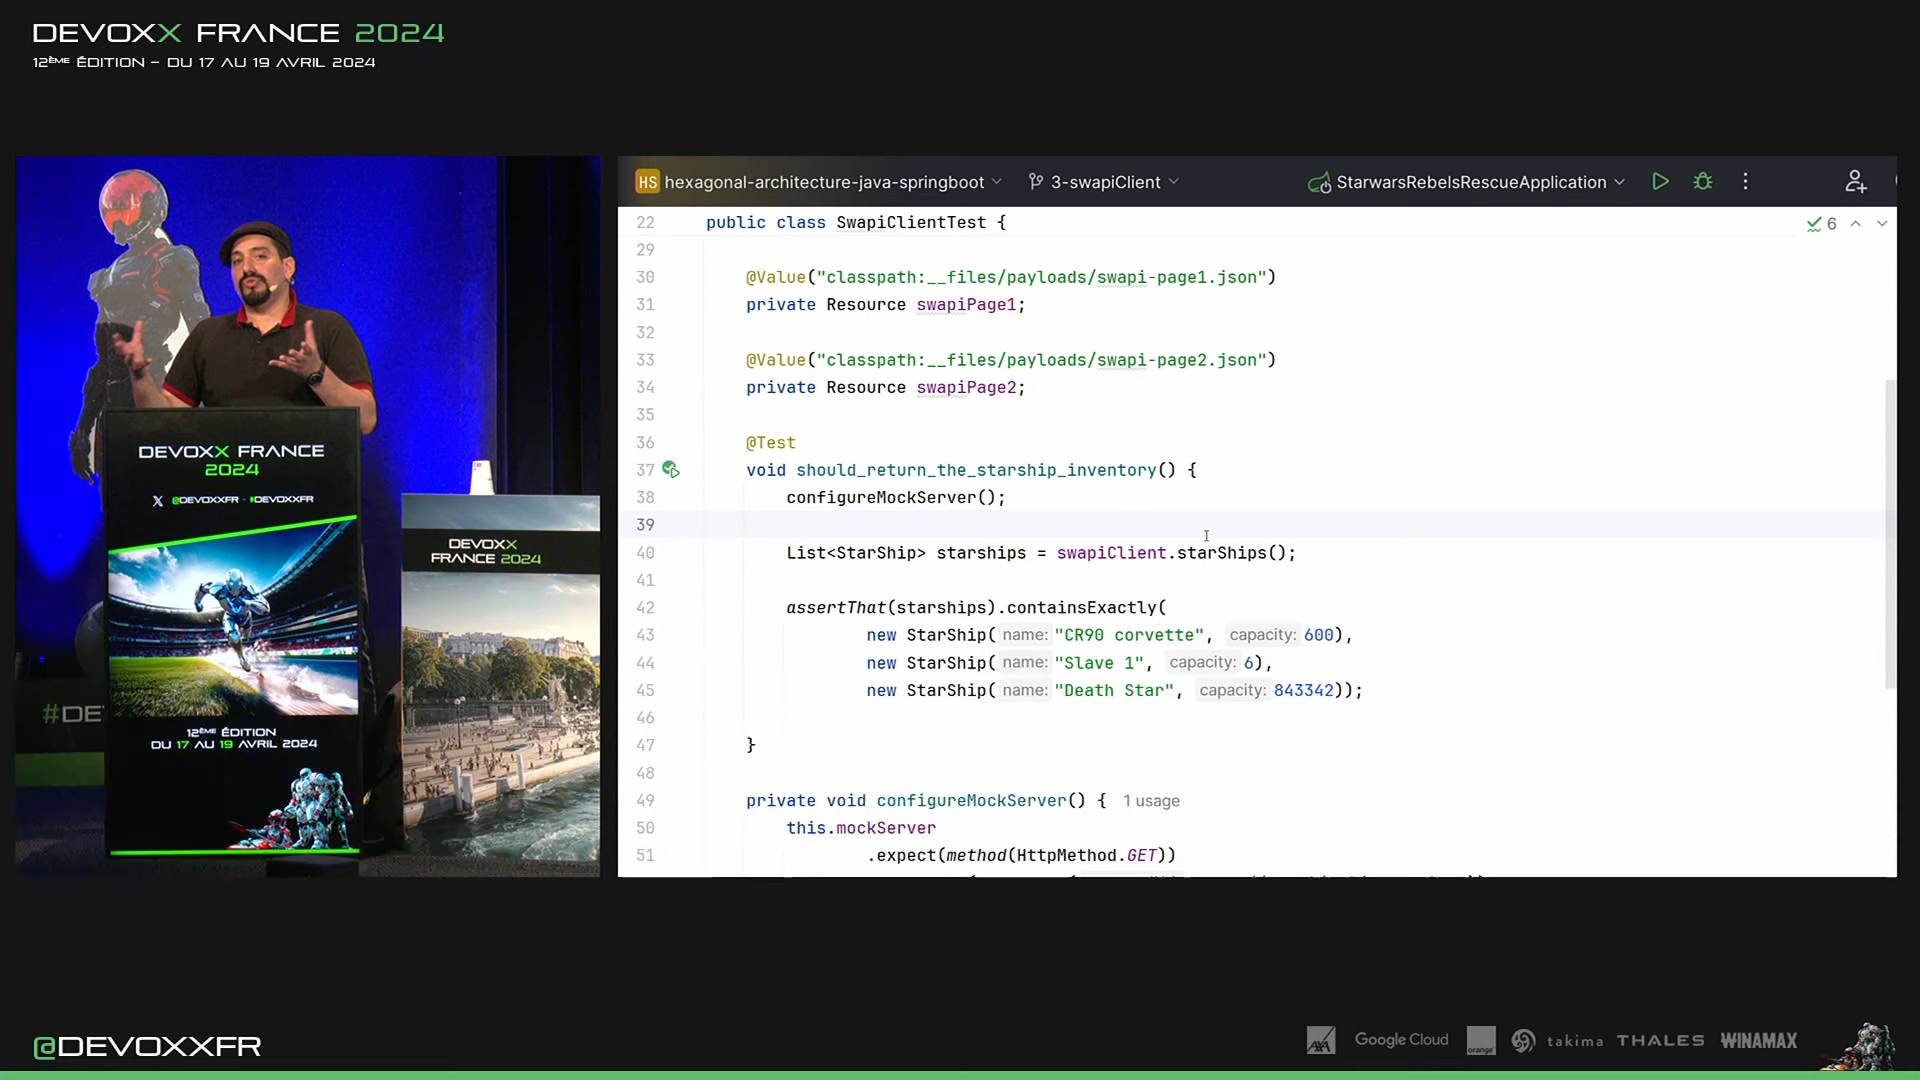 DEVOXX FRANCE 2024
12ÈME ÉDITION – DU 17 AU 19 AVRIL 2024
DEVOXX FRANCE
2024
X @DEVOXXFR - #DEVOXXFR
12ÈME ÉDITION
DU 17 AU 19 AVRIL 2024
#DE
DEVOXX
FRANCE 2024
HS hexagonal-architecture-java-springboot 3-swapiClient StarwarsRebelsRescueApplication
22 public class SwapiClientTest { 6
29
30 @Value("classpath:__files/payloads/swapi-page1.json")
31 private Resource swapiPage1;
32
33 @Value("classpath:__files/payloads/swapi-page2.json")
34 private Resource swapiPage2;
35
36 @Test
37 void should_return_the_starship_inventory() {
38 configureMockServer();
39
40 List<StarShip> starships = swapiClient.starShips();
41
42 assertThat(starships).containsExactly(
43 new StarShip( name: "CR90 corvette", capacity: 600),
44 new StarShip( name: "Slave 1", capacity: 6),
45 new StarShip( name: "Death Star", capacity: 843342));
46
47 }
48
49 private void configureMockServer() { 1 usage
50 this.mockServer
51 .expect(method(HttpMethod.GET))
@DEVOXXFR
AXA Google Cloud orange takima THALES WINAMAX